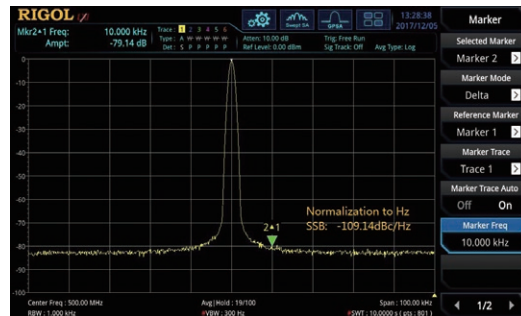 RIGOL
13:28:38
2017/12/05
Mkr2▲1 Freq: 10.000 kHz
Ampt: -79.14 dB
Trace: 1 2 3 4 5 6
Type: A W W W W W
Det: S P P P P P
Swept SA
GPSA
Atten: 10.00 dB
Ref Level: 0.00 dBm
Trig: Free Run
Sig Track: Off
Avg Type: Log
0
-10
-20
-30
-40
-50
-60
-70
-80
-90
-100
2▲1
Normalization to Hz
SSB: -109.14dBc/Hz
Center Freq : 500.00 MHz
Avg|Hold : 19/100
Span : 100.00 kHz
RBW : 1.000 kHz
#VBW : 300 Hz
#SWT : 10.0000 s ( pts : 801 )
Marker
Selected Marker
Marker 2
Marker Mode
Delta
Reference Marker
Marker 1
Marker Trace
Trace 1
Marker Trace Auto
Off On
Marker Freq
10.000 kHz
1/2